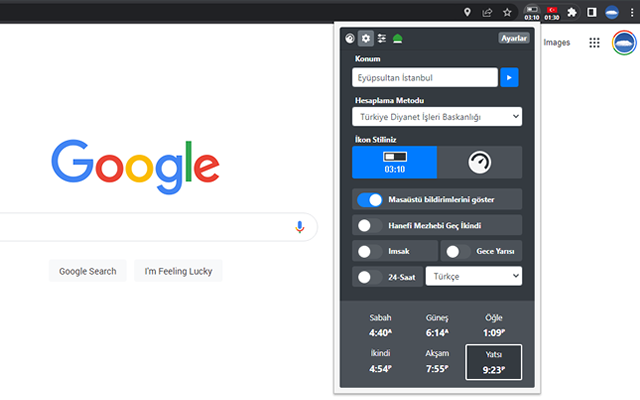 03:10
01:30
Ayarlar
Images
Konum
Eyüpsultan İstanbul
Hesaplama Metodu
Türkiye Diyanet İşleri Baskanlığı
İkon Stiliniz
03:10
Masaüstü bildirimlerini göster
Hanefi Mezhebi Geç İkindi
Imsak
Gece Yarısı
24-Saat
Türkçe
Google
Google Search
I'm Feeling Lucky
Sabah Güneş Öğle
4:40ᴬ 6:14ᴬ 1:09ᴾ
İkindi Akşam Yatsı
4:54ᴾ 7:55ᴾ 9:23ᴾ